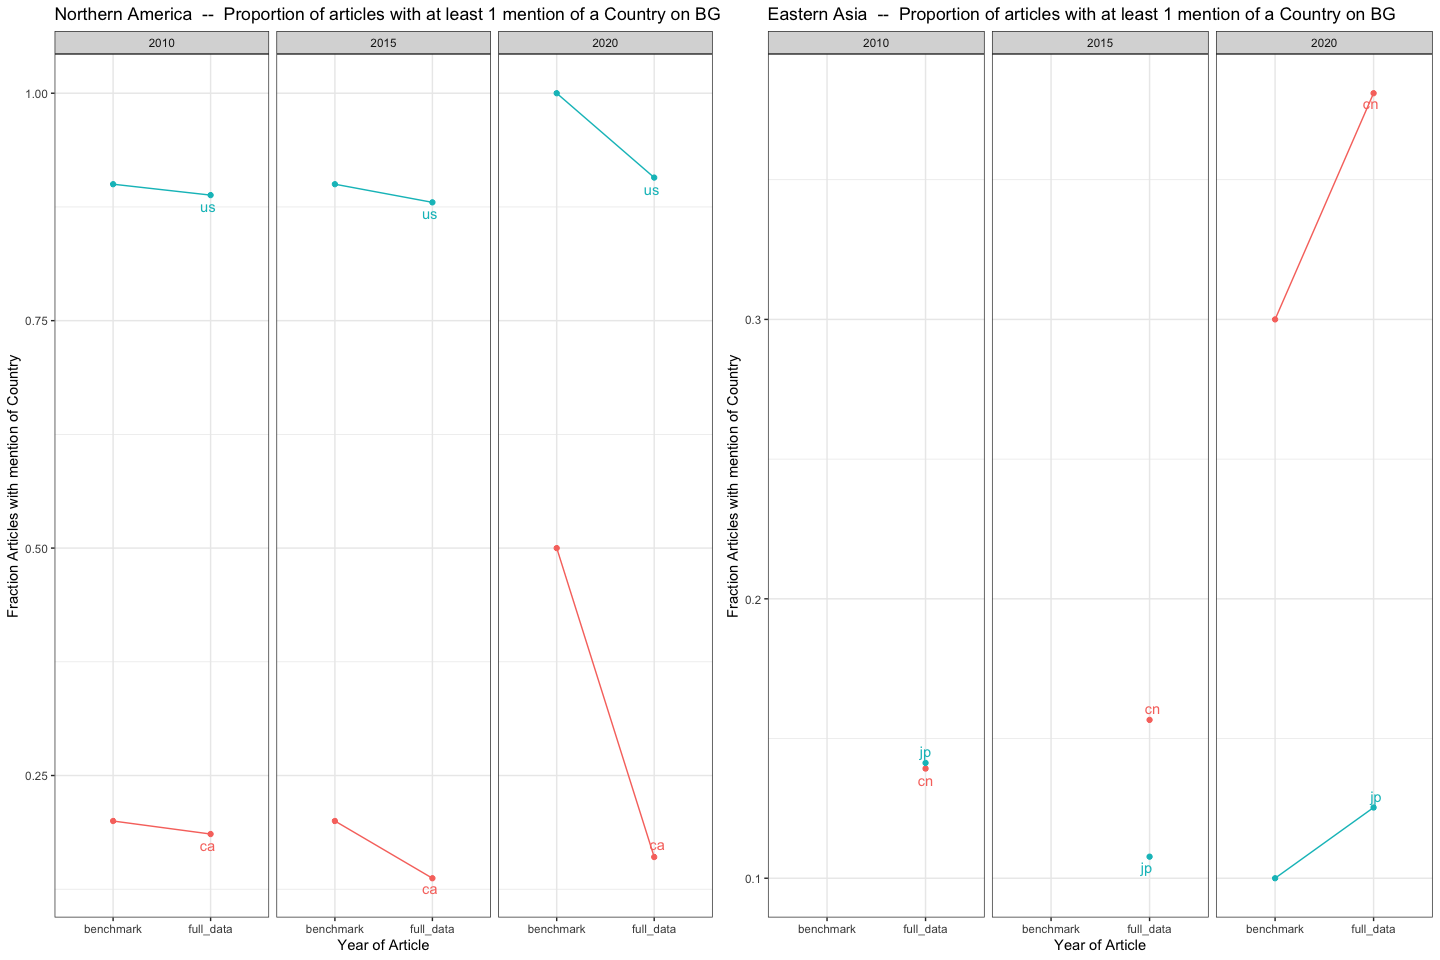 Northern America  --  Proportion of articles with at least 1 mention of a Country on BG
2010
2015
2020
Fraction Articles with mention of Country
1.00
0.75
0.50
0.25
us
ca
us
ca
us
ca
benchmark
full_data
benchmark
full_data
benchmark
full_data
Year of Article
Eastern Asia  --  Proportion of articles with at least 1 mention of a Country on BG
2010
2015
2020
Fraction Articles with mention of Country
0.3
0.2
0.1
jp
cn
cn
jp
cn
jp
benchmark
full_data
benchmark
full_data
benchmark
full_data
Year of Article